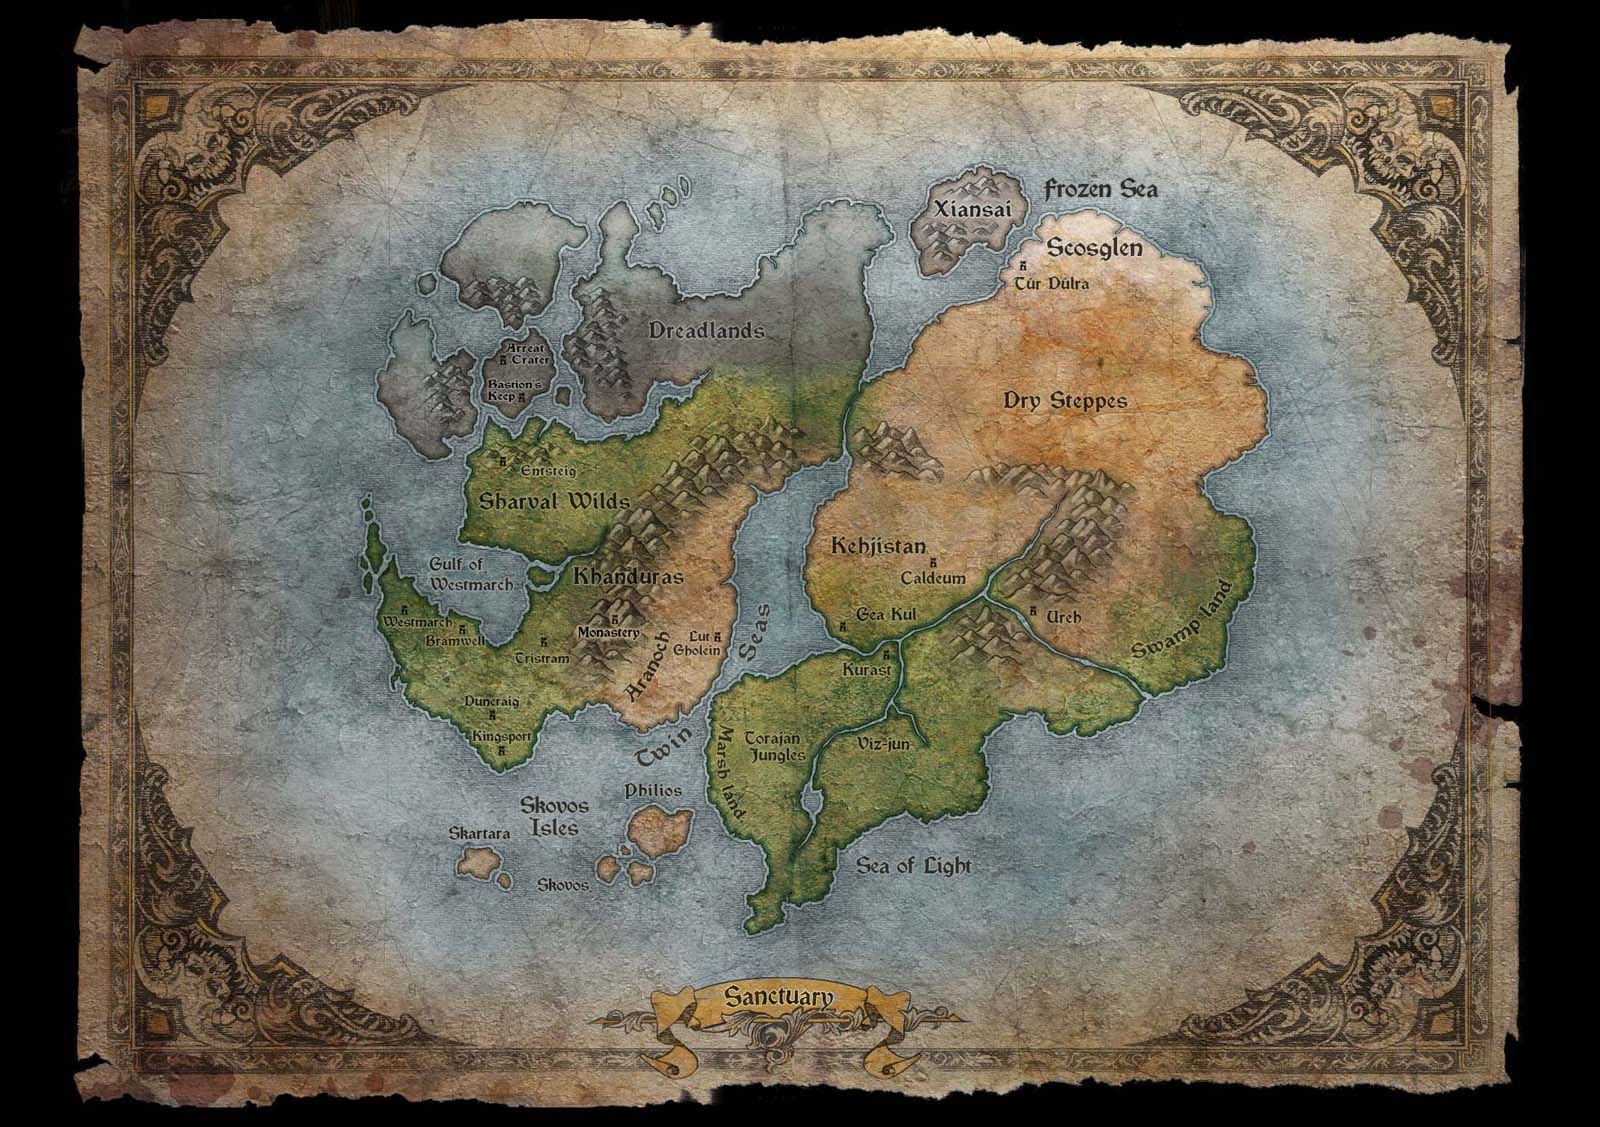 Frozen Sea
Xiansai
Scosglen
Túr Dúlra
Dreadlands
Arreat
Crater
Bastion's
Keep
Dry Steppes
Entsteig
Sharval Wilds
Gulf of
Westmarch
Khanduras
Kehjistan
Caldeum
Westmarch
Bramwell
Tristram
Monastery
Aranoch
Lut
Gholein
Twin Seas
Gea Kul
Ureh
Swamp land
Kurast
Duncraig
Kingsport
Marsh land
Torajan
Jungles
Viz-jun
Philios
Skovos
Isles
Skartara
Skovos
Sea of Light
Sanctuary